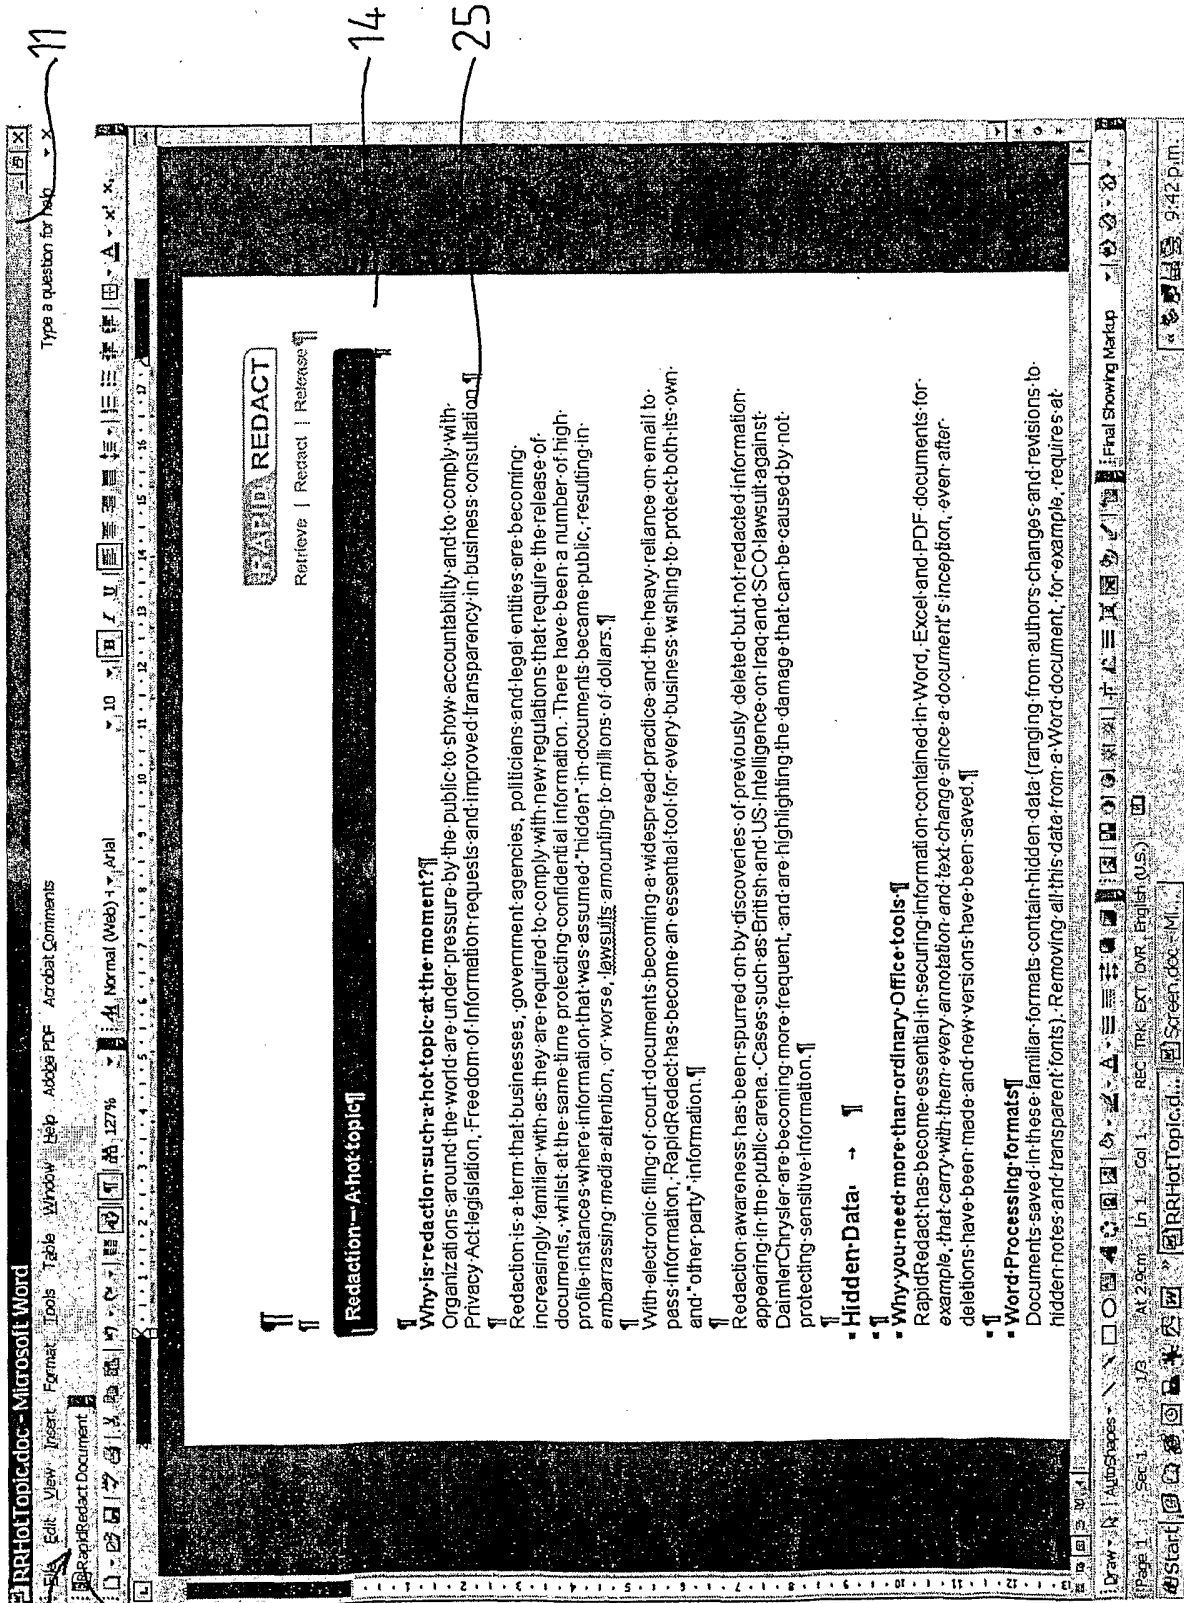 RRHotTopic.doc - Microsoft Word
File Edit View Insert Format Tools Table Window Help Adobe PDF Acrobat Comments
Type a question for help
11
RapidRedact Document
127%
Normal (Web) + Arial
10
B I U
RAPID REDACT
Retrieve | Redact | Release¶
14
Redaction—A·hot·topic¶
25
¶
Why·is·redaction·such·a·hot·topic·at·the·moment?¶
Organizations·around·the·world·are·under·pressure·by·the·public·to·show·accountability·and·to·comply·with·
Privacy·Act·legislation,·Freedom·of·Information·requests·and·improved·transparency·in·business·consultation.¶
¶
Redaction·is·a·term·that·businesses,·government·agencies,·politicians·and·legal·entities·are·becoming·
increasingly·familiar·with·as·they·are·required·to·comply·with·new·regulations·that·require·the·release·of·
documents,·whilst·at·the·same·time·protecting·confidential·information.·There·have·been·a·number·of·high·
profile·instances·where·information·that·was·assumed·"hidden"·in·documents·became·public,·resulting·in·
embarrassing·media·attention,·or·worse,·lawsuits·amounting·to·millions·of·dollars.¶
¶
With·electronic·filing·of·court·documents·becoming·a·widespread·practice·and·the·heavy·reliance·on·email·to·
pass·information,·RapidRedact·has·become·an·essential·tool·for·every·business·wishing·to·protect·both·its·own·
and·"other·party"·information.¶
¶
Redaction·awareness·has·been·spurred·on·by·discoveries·of·previously·deleted·but·not·redacted·information·
appearing·in·the·public·arena.·Cases·such·as·British·and·US·Intelligence·on·Iraq·and·SCO·lawsuit·against·
DaimlerChrysler·are·becoming·more·frequent,·and·are·highlighting·the·damage·that·can·be·caused·by·not·
protecting·sensitive·information.¶
¶
Hidden·Data· → ¶
¶
Why·you·need·more·than·ordinary·Office·tools·¶
RapidRedact·has·become·essential·in·securing·information·contained·in·Word,·Excel·and·PDF·documents·for·
example,·that·carry·with·them·every·annotation·and·text·change·since·a·document's·inception,·even·after·
deletions·have·been·made·and·new·versions·have·been·saved.¶
¶
Word·Processing·formats¶
Documents·saved·in·these·familiar·formats·contain·hidden·data·(ranging·from·authors·changes·and·revisions·to·
hidden·notes·and·transparent·fonts).·Removing·all·this·data·from·a·Word·document,·for·example,·requires·at·
Draw AutoShapes Final Showing Markup
Page 1 Sec 1 1/3 At 2.9cm Ln 1 Col 1 REC TRK EXT OVR English (U.S.)
Start RRHotTopic.d... Screen.doc - Mi... 9:42 p.m.